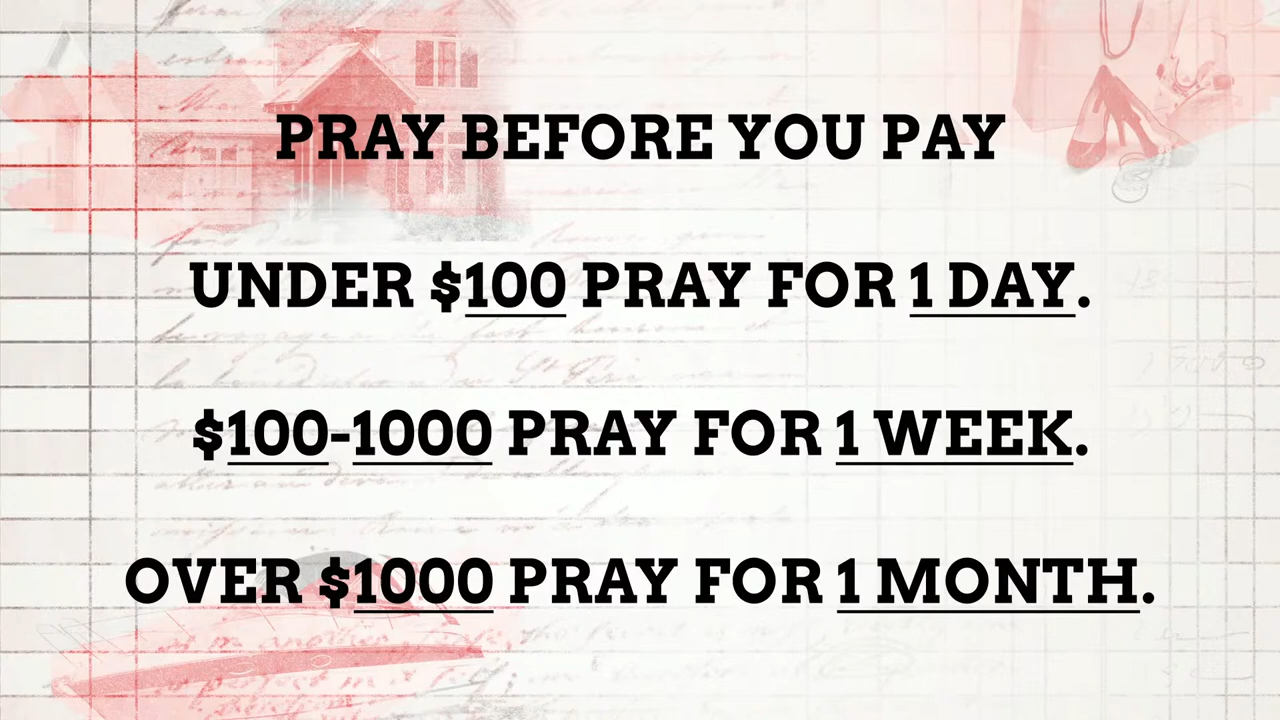 PRAY BEFORE YOU PAY
UNDER $100 PRAY FOR 1 DAY.
$100-1000 PRAY FOR 1 WEEK.
OVER $1000 PRAY FOR 1 MONTH.